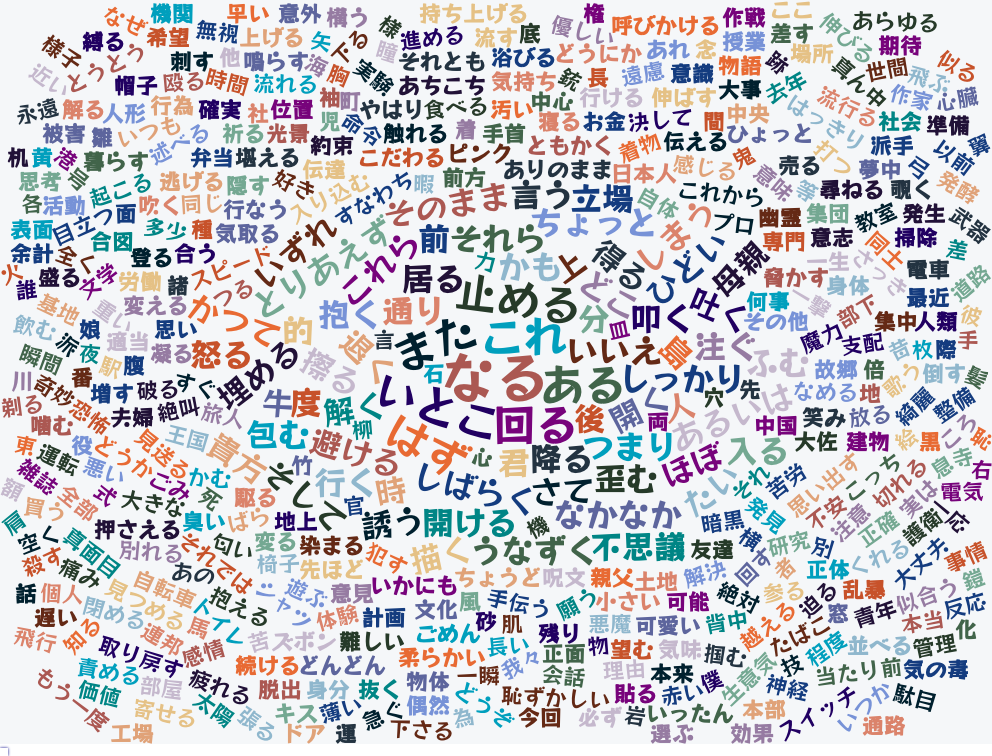 なぜ 機関 早い 意外 構う 様 持ち上げる 権 呼びかける 作戦 ここ 伸びる あらゆる
縛る 希望 無視 上げる 矢 下る 進める 流す 底 優しい どうにか あれ 念 授業 差す 場所 期待
様子 とうとう 刺す 他 鳴らす 海 瞳 それとも 浴びる 物語 跡 真ん中 世間 飛ぶ 似る
近い 帽子 殴る 時間 流れる 胸 実験 あちこち 気持ち 銃 長 遠慮 意識 大事 去年 作家 心臓
永遠 解る 人形 行為 確実 社 位置 袖 町 やはり 食べる 汚い 中心 行ける 伸ばす 中央 はっきり 流行る 社会 準備
被害 雛 いつも 祈る 光景 児 命令 触れる 着 手首 寝る お金 決して 間 ひょっと 打つ 派手 以前 翼
机 黄 港 暮らす 述べる 弁当 堪える 約束 こだわる ピンク ともかく 着物 伝える 鬼 売る 夢中 弓
思考 号 起こる 逃げる 隠す 好き 伝達 暇 前方 ありのまま 日本人 感じる 意味 等 尋ねる 覗く 発酵
各 活動 吹く 同じ 行なう 入り込む すなわち そのまま 言う 立場 自体 これから プロ 幽霊 集団 教室 発生 武器
表面 目立つ 面 多少 種 気取る いずれ とりあえず 前 それら ちょっと まつ 専門 意志 同士 掃除 差
余計 全く 合図 登る 合う スピード これら 力 かも 上 得る ひどい 母親 脅かす 一生 さっき 電車 道路
火 誰 盛る 文学 労働 諸 かつる 居る 止める どこ 吐く 何事 一撃 身体 最近
基地 重い 変える かつて 的 抱く 通り 分 目 叩く その他 魔力 部下 集中 人類 彼
飲む 派 娘 適当 思い 怒る 擦る 退く 言 また これ いいえ 鳥 注ぐ 支配 苔 枚 際 手
瞬間 夜 駅 腹 凝る 埋める 石 なる ある しっかり ふむ 先 故郷 倍 歌う 倒す 髪
川 奇妙 番 増す 破る すぐ 牛 度 解く いとこ 回る 後 開く 両 人 穴 あるいは なめる 地 綺麗 整備
剃る 噛む 恐怖 夫婦 絶叫 旅人 柳 はず つまり 中国 笑み 放る
東 役 どうか 見送る 王国 貴方 包む 避ける 心 君 降る 歪む ほぼ 入る 大佐 建物 黒 ころ 恥
雑誌 運転 悪い ごみ かむ そして 竹 行く 時 しばらく さて たい それ 苦労 思い出す こっち 息子 右
額 買う 全部 式 大きな 死 駆る 官 なかなか 暗黒 発見 不安 切れる 電気
肩 空く 真面目 押さえる 臭い ばら 地上 誘う 開ける 機 横す 注意 正確 実は 護衛 一定
殺す 痛み 別れる それでは 匂い 変る 染まる 犯す 描く うなずく 不思議 友達 研究 別 くれる 大丈夫 事情
話 個人 見つめる 自転車 あの 椅子 先ほど いかにも ちょうど 呪文 親父 土地 解決 回す 者 正体 鎧
遅い 閉める 馬 抱える ニャッ 遊ぶ 意見 文化 風 手伝う 願う 小さい 可能 絶対 参る 迫る 乱暴 似合う 反応
飛行 知る 連邦 トイレ 体験 計画 砂 肌 残り 悪魔 可愛い 背中 越える 窓 青年 本当 化
取り戻す 感情 苦 ズボン 難しい ごめん 長い 正面 物 望む 気味 掴む たばこ 程度 並べる 管理
もう一度 責める 疲れる 続ける どんどん 柔らかい 一瞬 我々 会話 理由 本来 生意気 技 当たり前 気の毒
価値 部屋 太陽 脱出 身分 抜く 物体 どうぞ 恥ずかしい 貼る 赤い 僕 神経 いつか 駄目
工場 寄せる 張る キス 薄い 急ぐ 偶然 為 今回 必ず 岩 いったん 本部 スイッチ 通路
ドア 運 下さる 選ぶ 効果